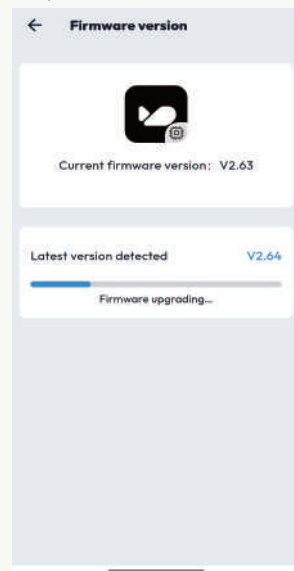 Firmware version
Current firmware version: V2.63
Latest version detected V2.64
Firmware upgrading...